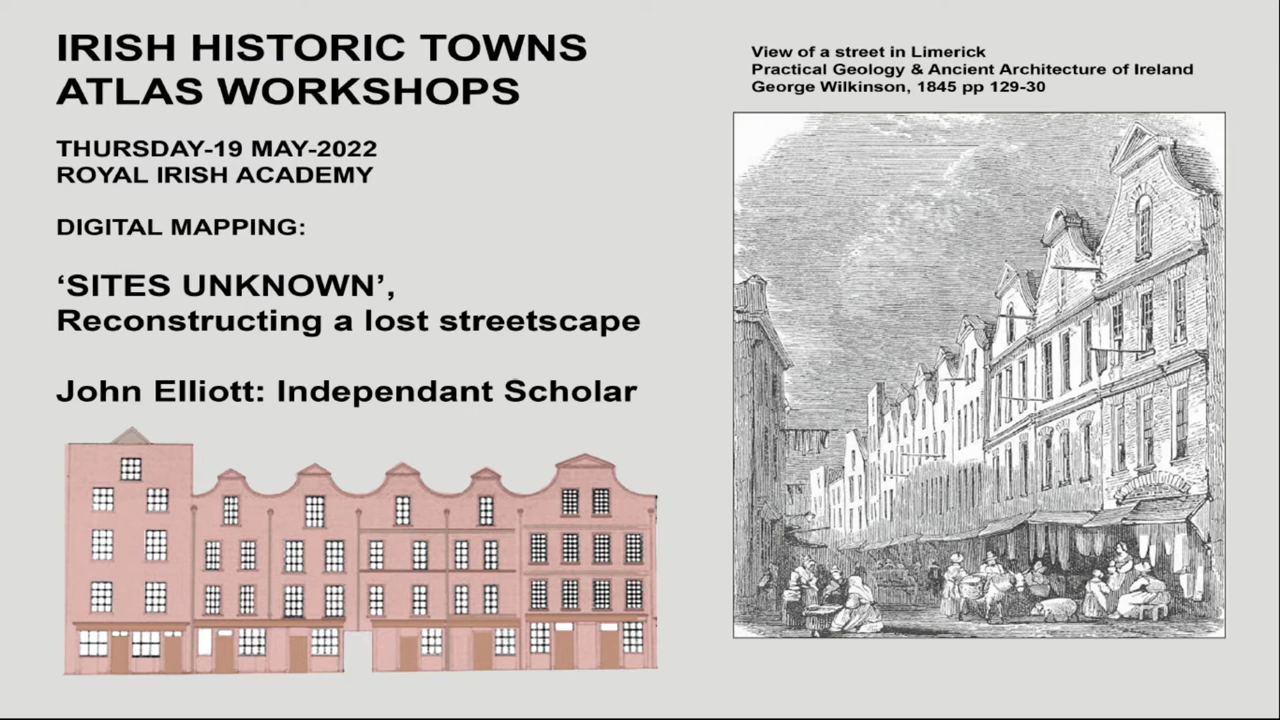 IRISH HISTORIC TOWNS
ATLAS WORKSHOPS
THURSDAY-19 MAY-2022
ROYAL IRISH ACADEMY
DIGITAL MAPPING:
‘SITES UNKNOWN’,
Reconstructing a lost streetscape
John Elliott: Independant Scholar
View of a street in Limerick
Practical Geology & Ancient Architecture of Ireland
George Wilkinson, 1845 pp 129-30